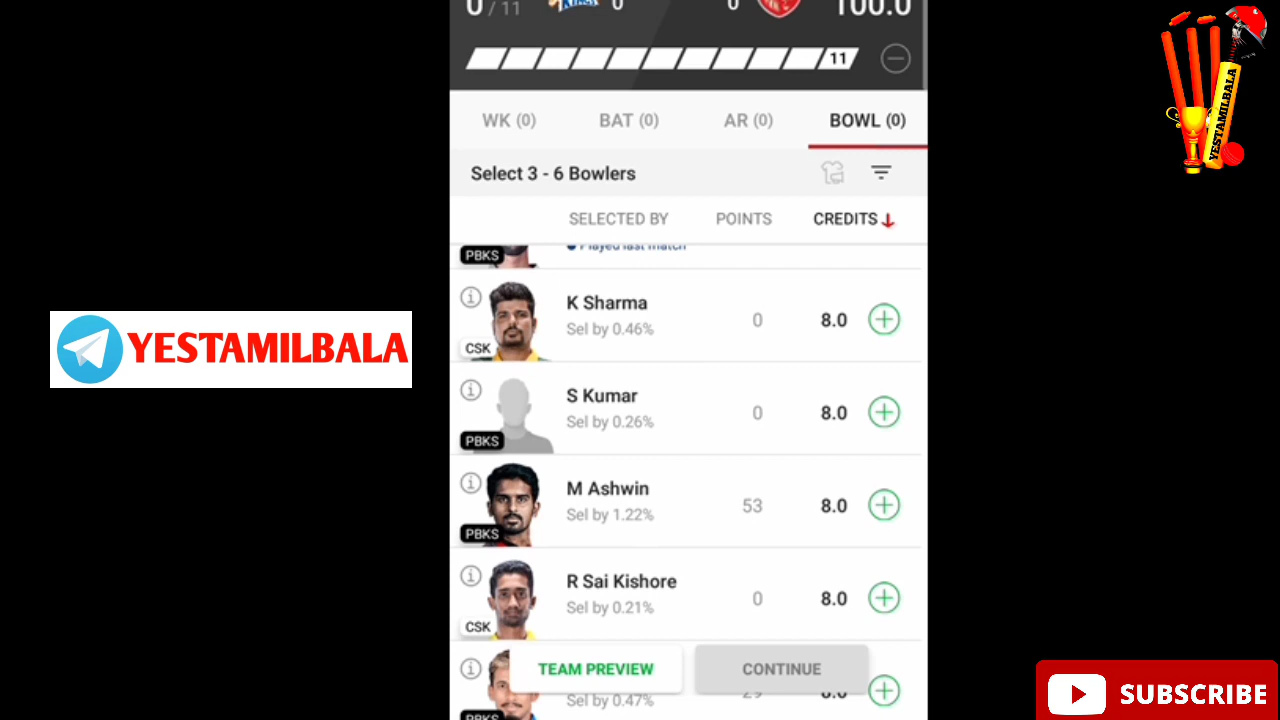 0 / 11 KINGS 0 0 100.0
11
WK (0) BAT (0) AR (0) BOWL (0)
Select 3 - 6 Bowlers
SELECTED BY POINTS CREDITS
PBKS Played last match
K Sharma
Sel by 0.46% 0 8.0
CSK
S Kumar
Sel by 0.26% 0 8.0
PBKS
M Ashwin
Sel by 1.22% 53 8.0
PBKS
R Sai Kishore
Sel by 0.21% 0 8.0
CSK
TEAM PREVIEW CONTINUE
Sel by 0.47% 29
PBKS
YESTAMILBALA
YESTAMILBALA
SUBSCRIBE